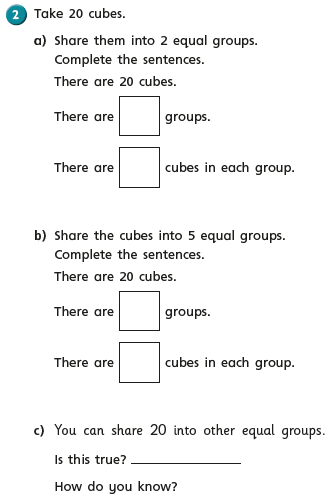 2 Take 20 cubes.
a) Share them into 2 equal groups.
Complete the sentences.
There are 20 cubes.
There are groups.
There are cubes in each group.
b) Share the cubes into 5 equal groups.
Complete the sentences.
There are 20 cubes.
There are groups.
There are cubes in each group.
c) You can share 20 into other equal groups.
Is this true?
How do you know?